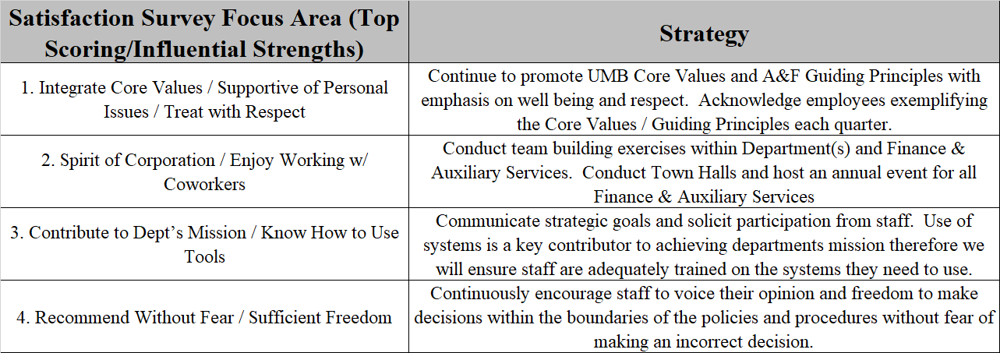 Satisfaction Survey Focus Area (Top
Scoring/Influential Strengths)
Strategy
1. Integrate Core Values / Supportive of Personal
Issues / Treat with Respect
Continue to promote UMB Core Values and A&F Guiding Principles with
emphasis on well being and respect.  Acknowledge employees exemplifying
the Core Values / Guiding Principles each quarter.
2. Spirit of Corporation / Enjoy Working w/
Coworkers
Conduct team building exercises within Department(s) and Finance &
Auxiliary Services.  Conduct Town Halls and host an annual event for all
Finance & Auxiliary Services
3. Contribute to Dept’s Mission / Know How to Use
Tools
Communicate strategic goals and solicit participation from staff.  Use of
systems is a key contributor to achieving departments mission therefore we
will ensure staff are adequately trained on the systems they need to use.
4. Recommend Without Fear / Sufficient Freedom
Continuously encourage staff to voice their opinion and freedom to make
decisions within the boundaries of the policies and procedures without fear of
making an incorrect decision.